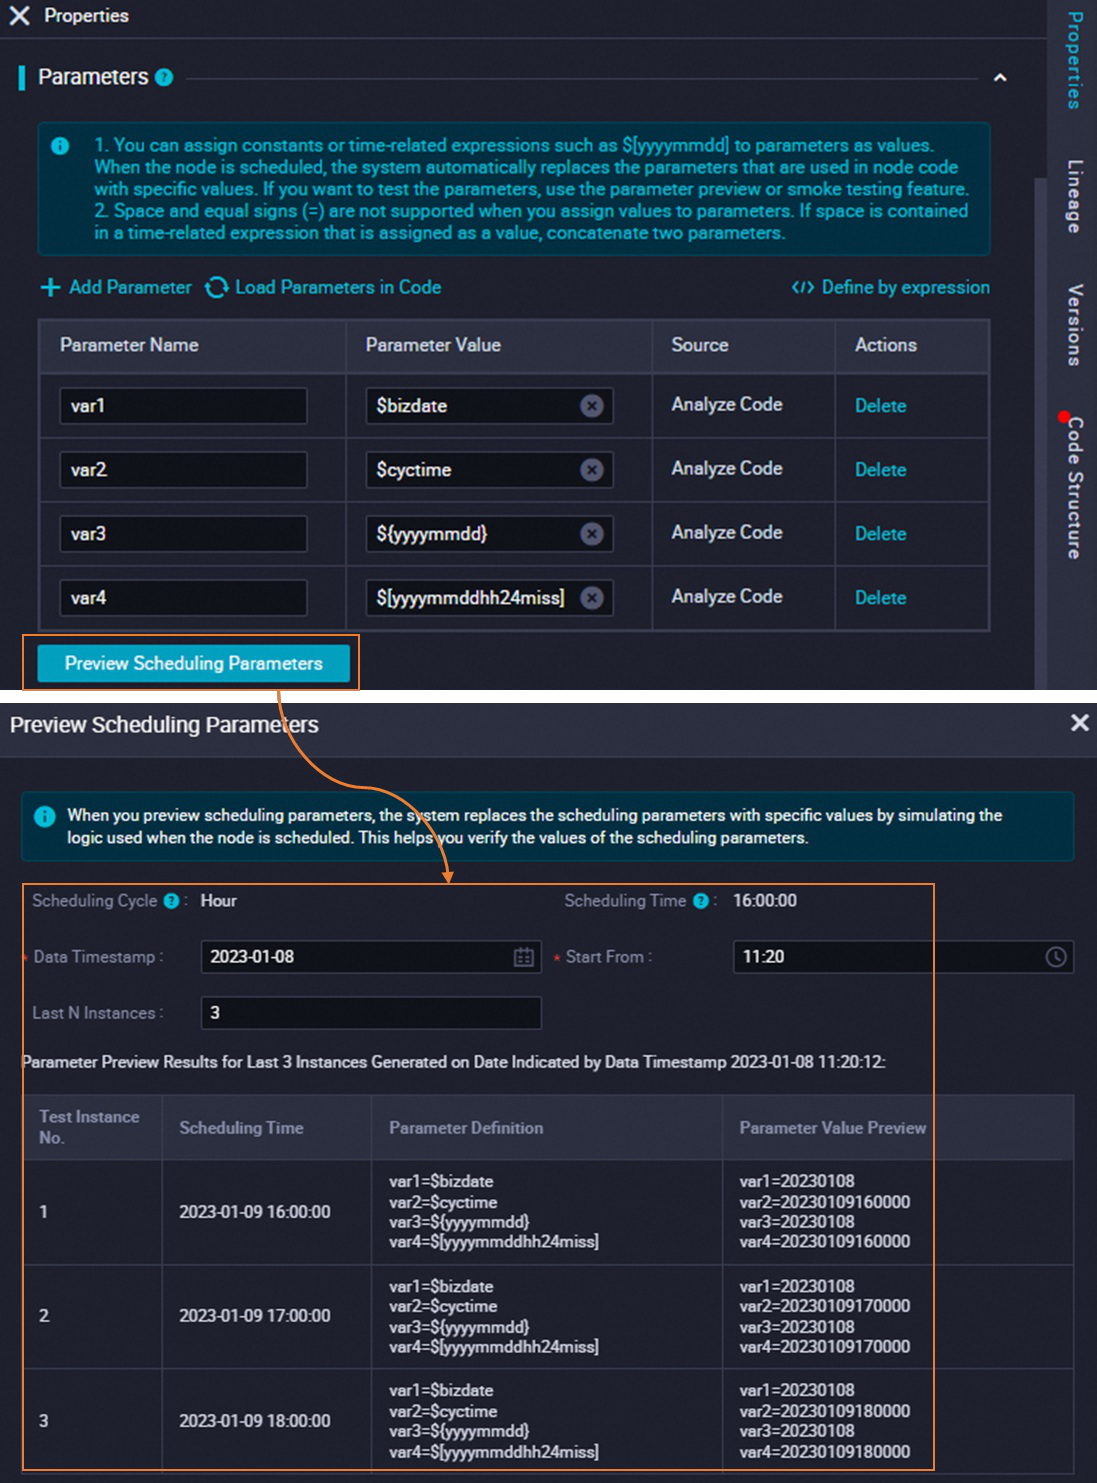 Properties
Parameters
1. You can assign constants or time-related expressions such as $[yyyymmdd] to parameters as values.
When the node is scheduled, the system automatically replaces the parameters that are used in node code
with specific values. If you want to test the parameters, use the parameter preview or smoke testing feature.
2. Space and equal signs (=) are not supported when you assign values to parameters. If space is contained
in a time-related expression that is assigned as a value, concatenate two parameters.
Add Parameter Load Parameters in Code </> Define by expression
Parameter Name Parameter Value Source Actions
var1 $bizdate Analyze Code Delete
var2 $cyctime Analyze Code Delete
var3 ${yyyymmdd} Analyze Code Delete
var4 $[yyyymmddhh24miss] Analyze Code Delete
Preview Scheduling Parameters
Properties
Lineage
Versions
Code Structure
Preview Scheduling Parameters
When you preview scheduling parameters, the system replaces the scheduling parameters with specific values by simulating the
logic used when the node is scheduled. This helps you verify the values of the scheduling parameters.
Scheduling Cycle : Hour Scheduling Time : 16:00:00
* Data Timestamp : 2023-01-08 * Start From : 11:20
Last N Instances : 3
Parameter Preview Results for Last 3 Instances Generated on Date Indicated by Data Timestamp 2023-01-08 11:20:12:
Test Instance
No.
Scheduling Time Parameter Definition Parameter Value Preview
1 2023-01-09 16:00:00
var1=$bizdate var1=20230108
var2=$cyctime var2=20230109160000
var3=${yyyymmdd} var3=20230108
var4=$[yyyymmddhh24miss] var4=20230109160000
2 2023-01-09 17:00:00
var1=$bizdate var1=20230108
var2=$cyctime var2=20230109170000
var3=${yyyymmdd} var3=20230108
var4=$[yyyymmddhh24miss] var4=20230109170000
3 2023-01-09 18:00:00
var1=$bizdate var1=20230108
var2=$cyctime var2=20230109180000
var3=${yyyymmdd} var3=20230108
var4=$[yyyymmddhh24miss] var4=20230109180000